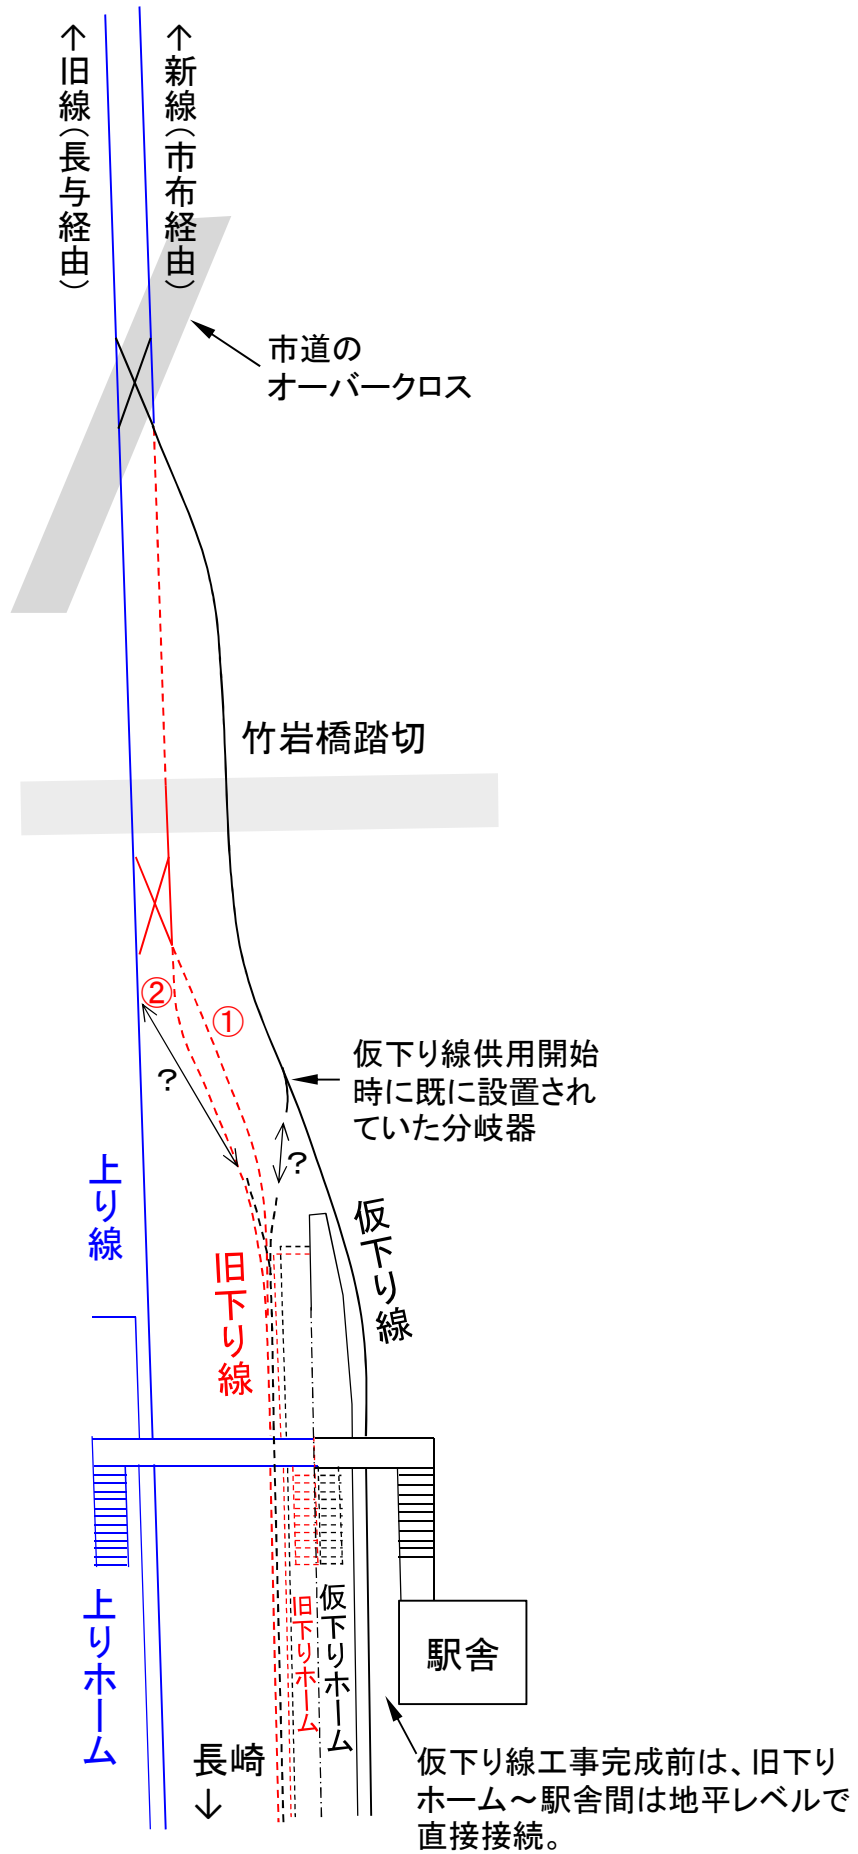 ↑旧線(長与経由)
↑新線(市布経由)
市道の
オーバークロス
竹岩橋踏切
②
①
?
仮下り線供用開始
時に既に設置され
ていた分岐器
?
上り線
旧下り線
仮下り線
上りホーム
旧下りホーム
仮下りホーム
駅舎
長崎
↓
仮下り線工事完成前は、旧下り
ホーム~駅舎間は地平レベルで
直接接続。